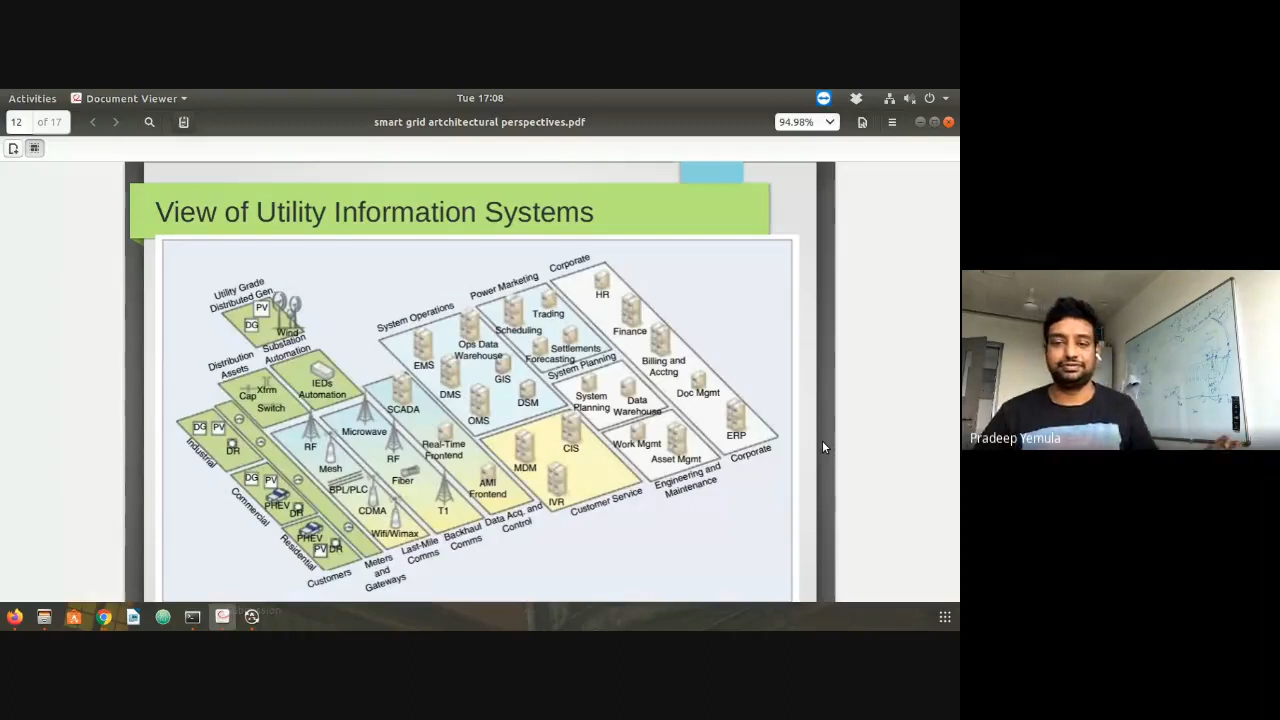 Activities Document Viewer Tue 17:08
12 of 17 smart grid artchitectural perspectives.pdf 94.98%
View of Utility Information Systems
Utility Grade
Distributed Gen.
PV
DG
Wind
Distribution
Assets
Substation
Automation
Xfrm
Cap
Switch
IEDs
Automation
DG PV
DR
Industrial
DG PV
PHEV DR
Commercial
PHEV
PV DR
Residential
Customers
RF
Microwave
Mesh
RF
BPL/PLC
Fiber
CDMA
T1
Wifi/Wimax
Meters
and
Gateways
Last-Mile
Comms
Backhaul
Comms
SCADA
Real-Time
Frontend
AMI
Frontend
Data Acq. and
Control
System Operations
EMS
Ops Data
Warehouse
DMS
GIS
OMS
DSM
Power Marketing
Trading
Scheduling
Settlements
Forecasting
System Planning
System
Planning
Data
Warehouse
MDM
CIS
IVR
Customer Service
Work Mgmt
Asset Mgmt
Engineering and
Maintenance
Corporate
HR
Finance
Billing and
Acctng
Doc Mgmt
ERP
Corporate
Pradeep Yemula